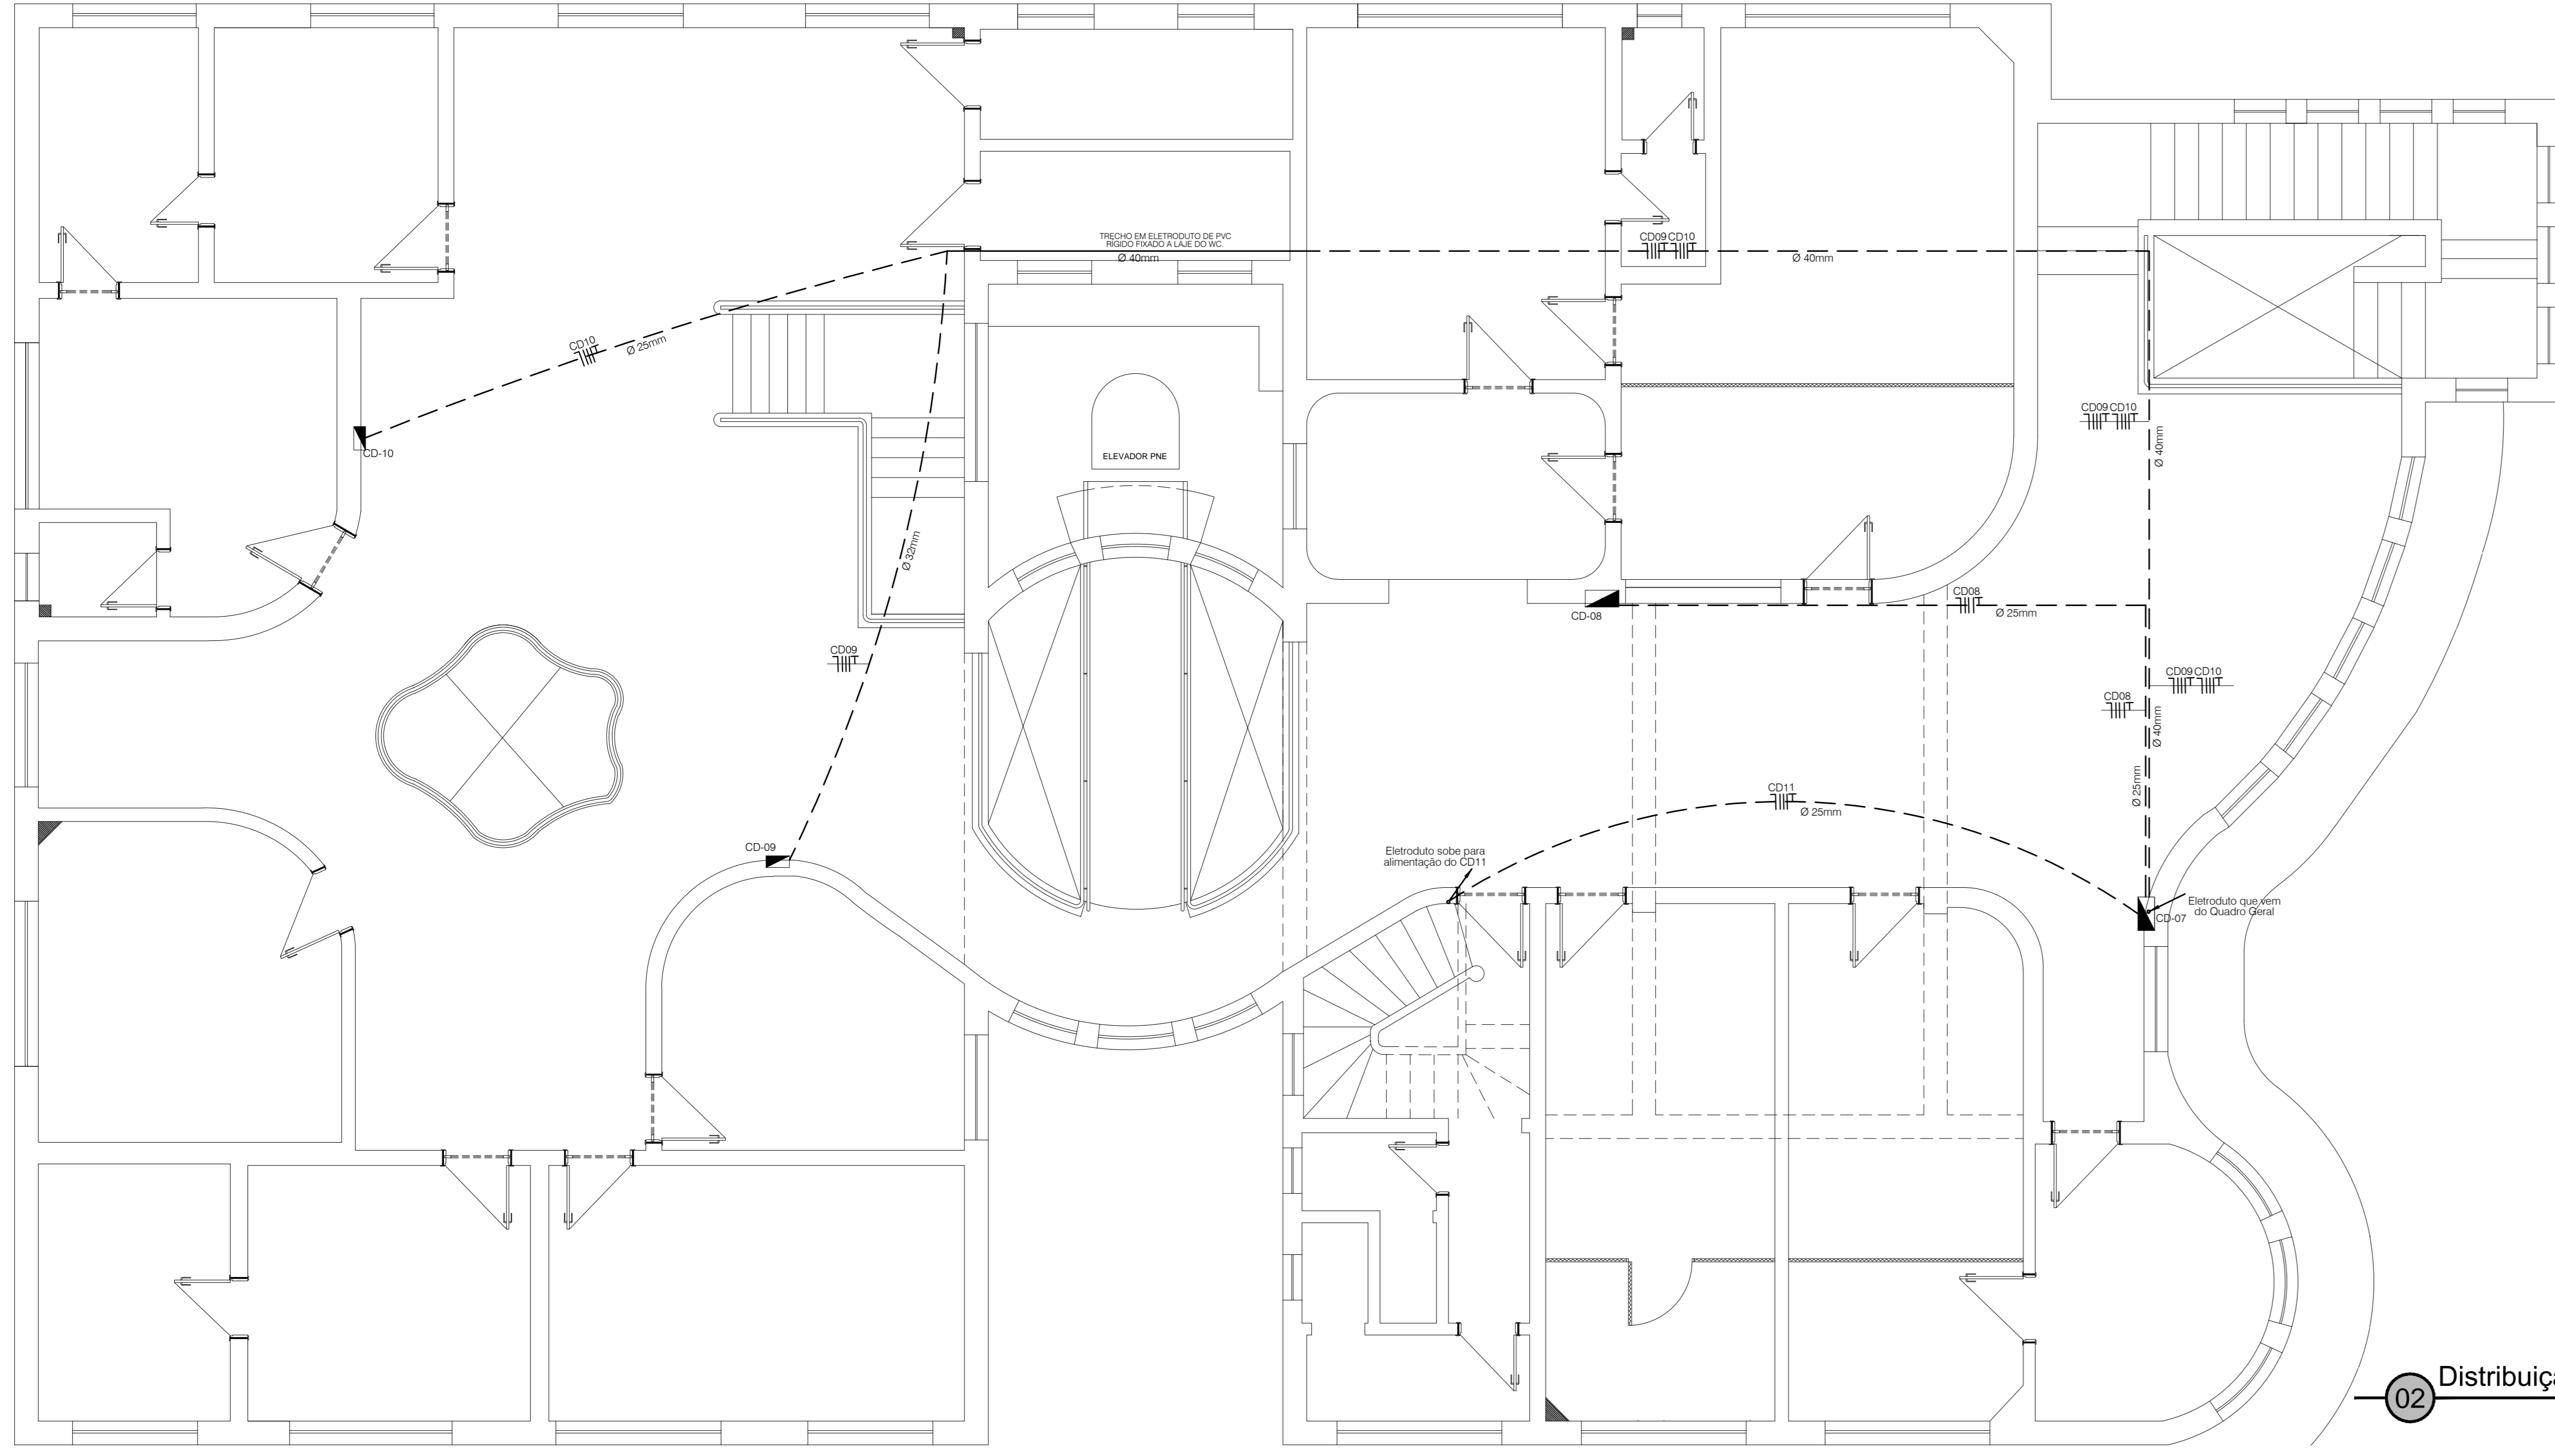 TRECHO EM ELETRODUTO DE PVC
RÍGIDO FIXADO A LAJE DO WC.
Ø 40mm
CD09 CD10
Ø 40mm
CD10
Ø 25mm
CD-10
ELEVADOR PNE
CD09 CD10
Ø 40mm
Ø 32mm
CD-08
CD08
Ø 25mm
CD09
CD09 CD10
CD08
Ø 40mm
Ø 25mm
CD11
Ø 25mm
CD-09
Eletroduto sobe para
alimentação do CD11
Eletroduto que vem
do Quadro Geral
CD-07
02
Distribuiç